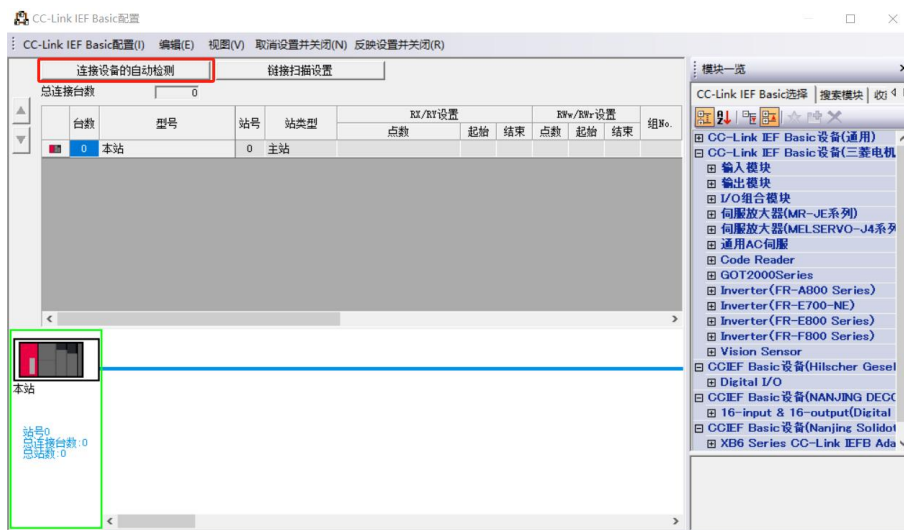 CC-Link IEF Basic配置
CC-Link IEF Basic配置(I) 编辑(E) 视图(V) 取消设置并关闭(N) 反映设置并关闭(R)
连接设备的自动检测 链接扫描设置
总连接台数 0
台数 型号 站号 站类型 RX/RY设置 RWw/RWr设置 组No.
点数 起始 结束 点数 起始 结束
0 本站 0 主站
本站
站号0
总连接台数:0
总站数:0
模块一览
CC-Link IEF Basic选择 搜索模块
CC-Link IEF Basic设备(通用)
CC-Link IEF Basic设备(三菱电机
输入模块
输出模块
I/O组合模块
伺服放大器(MR-JE系列)
伺服放大器(MELSERVO-J4系列
通用AC伺服
Code Reader
GOT2000Series
Inverter(FR-A800 Series)
Inverter(FR-E700-NE)
Inverter(FR-E800 Series)
Inverter(FR-F800 Series)
Vision Sensor
CCIEF Basic设备(Hilscher Gesel
Digital I/O
CCIEF Basic设备(NANJING DECO
16-input & 16-output(Digital
CCIEF Basic设备(Nanjing Solidot
XB6 Series CC-Link IEFB Ada